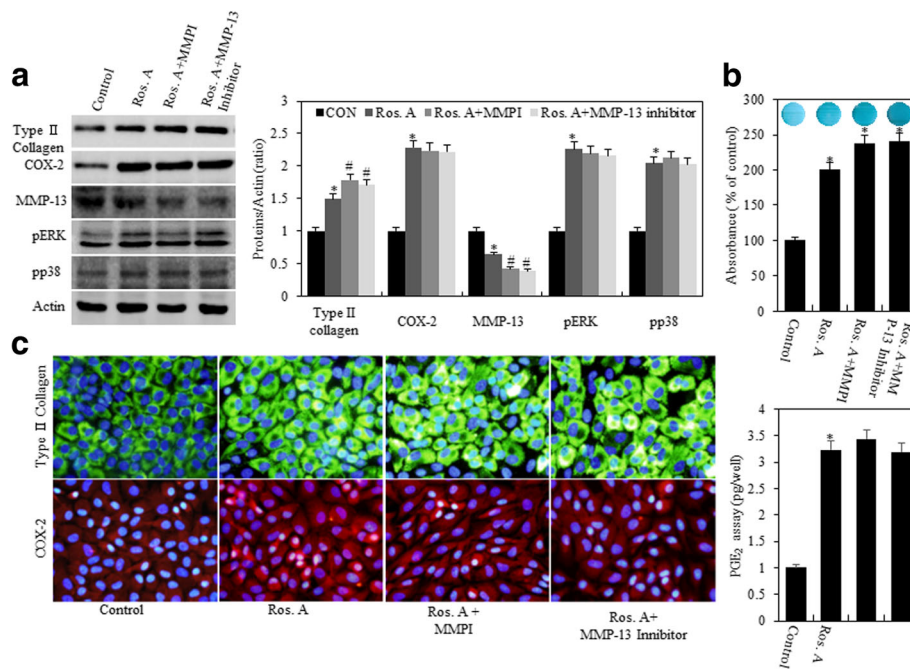 a
Control
Ros. A
Ros. A+MMPI
Ros. A+MMP-13
Inhibitor
Type II
Collagen
COX-2
MMP-13
pERK
pp38
Actin
CON Ros. A Ros. A+MMPI Ros. A+MMP-13 inhibitor
Proteins/Actin (ratio)
3
2.5
2
1.5
1
0.5
0
* # #
*
* # #
*
*
Type II
collagen
COX-2
MMP-13
pERK
pp38
b
Absorbance (% of control)
300
250
200
150
100
50
0
* * *
Control
Ros. A
Ros. A+MMPI
Ros. A+MM
P-13 Inhibitor
PGE2 assay (pg/well)
4
3.5
3
2.5
2
1.5
1
0.5
0
*
Control
Ros. A
c
Type II Collagen
COX-2
Control
Ros. A
Ros. A +
MMPI
Ros. A+
MMP-13 Innibitor